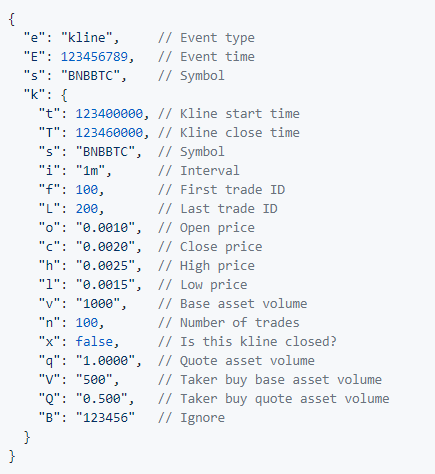 {
  "e": "kline",     // Event type
  "E": 123456789,   // Event time
  "s": "BNBBTC",    // Symbol
  "k": {
    "t": 123400000, // Kline start time
    "T": 123460000, // Kline close time
    "s": "BNBBTC",  // Symbol
    "i": "1m",      // Interval
    "f": 100,       // First trade ID
    "L": 200,       // Last trade ID
    "o": "0.0010",  // Open price
    "c": "0.0020",  // Close price
    "h": "0.0025",  // High price
    "l": "0.0015",  // Low price
    "v": "1000",    // Base asset volume
    "n": 100,       // Number of trades
    "x": false,     // Is this kline closed?
    "q": "1.0000",  // Quote asset volume
    "V": "500",     // Taker buy base asset volume
    "Q": "0.500",   // Taker buy quote asset volume
    "B": "123456"   // Ignore
  }
}